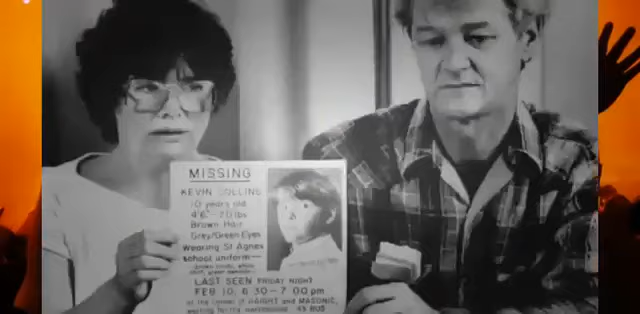 MISSING
KEVIN COLLINS
10 years old
4'6" - 70 lbs
Brown Hair
Grey/Green Eyes
Wearing St Agnes
school uniform—
LAST SEEN FRIDAY NIGHT
FEB 10; 6:30-7:00 pm
at the corner of HAIGHT and MASONIC,
43 BUS